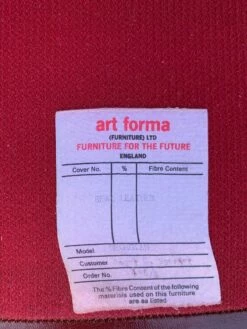 art forma
(FURNITURE) LTD
FURNITURE FOR THE FUTURE
ENGLAND
Cover No. % Fibre Content
LEATHER
Model
Customer
Order No.
The % Fibre Content of the following
materials used on this furniture
are as listed